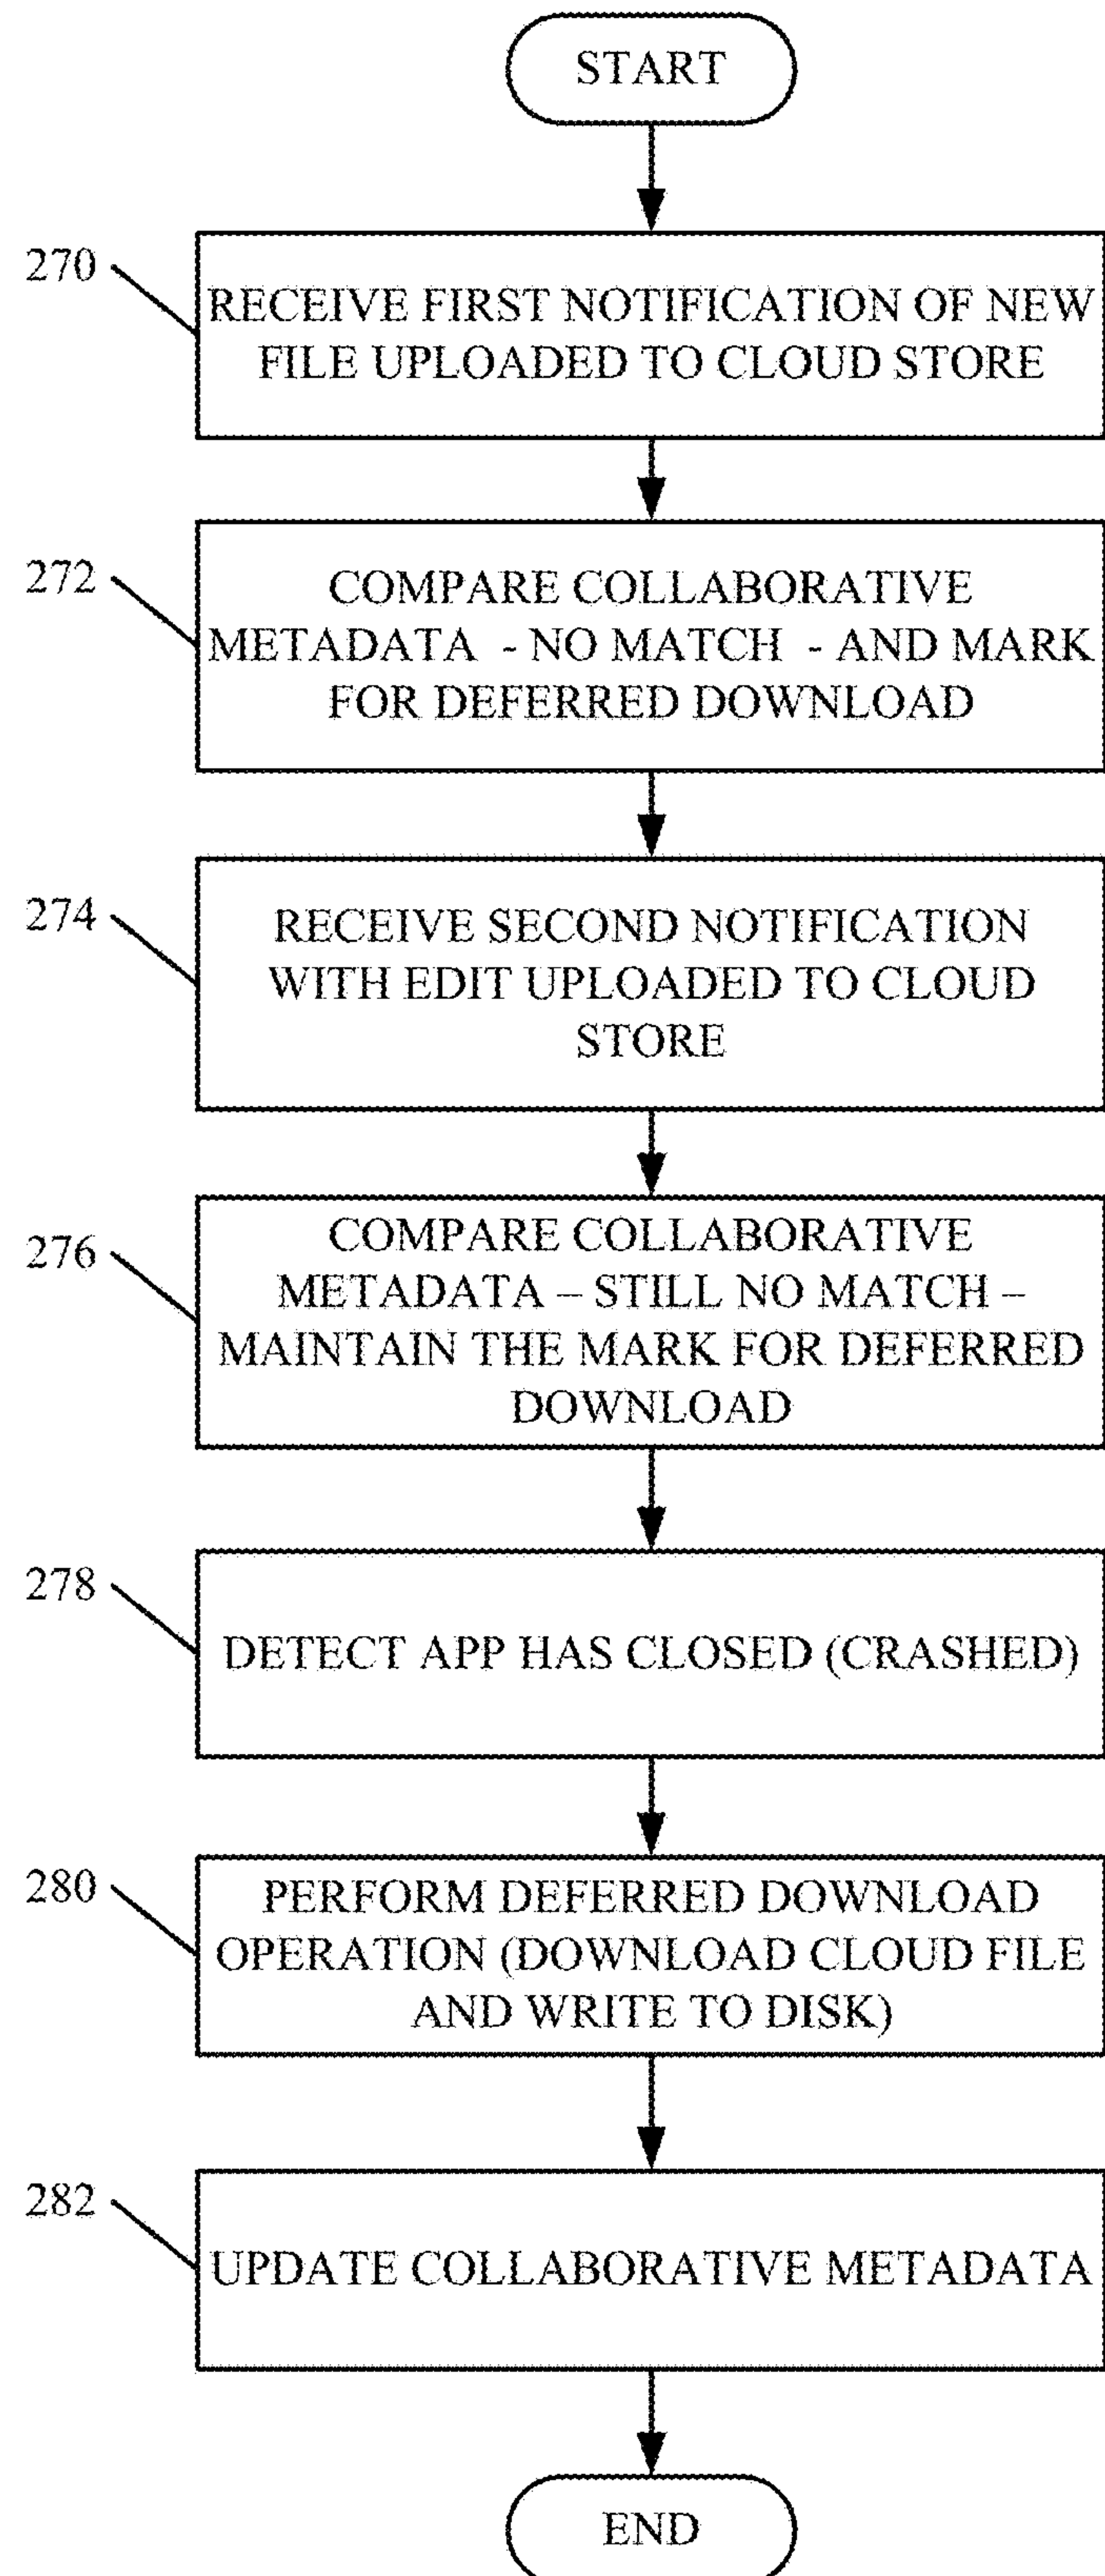 START
270
RECEIVE FIRST NOTIFICATION OF NEW
FILE UPLOADED TO CLOUD STORE
272
COMPARE COLLABORATIVE
METADATA - NO MATCH - AND MARK
FOR DEFERRED DOWNLOAD
274
RECEIVE SECOND NOTIFICATION
WITH EDIT UPLOADED TO CLOUD
STORE
276
COMPARE COLLABORATIVE
METADATA – STILL NO MATCH –
MAINTAIN THE MARK FOR DEFERRED
DOWNLOAD
278
DETECT APP HAS CLOSED (CRASHED)
280
PERFORM DEFERRED DOWNLOAD
OPERATION (DOWNLOAD CLOUD FILE
AND WRITE TO DISK)
282
UPDATE COLLABORATIVE METADATA
END